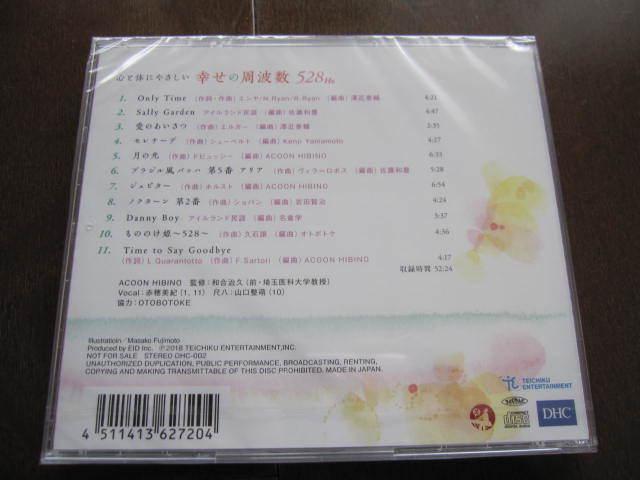 心と体にやさしい 幸せの周波数 528Hz
1. Only Time (作詞・作曲) エンヤ/N.Ryan/R.Ryan (編曲) 澤近泰輔 4:21
2. Sally Garden アイルランド民謡 (編曲) 佐藤和豊 4:47
3. 愛のあいさつ (作曲) エルガー (編曲) 澤近泰輔 2:35
4. セレナーデ (作曲) シューベルト (編曲) Kenji Yamamoto 4:27
5. 月の光 (作曲) ドビュッシー (編曲) ACOON HIBINO 6:33
6. ブラジル風バッハ 第5番 アリア (作曲) ヴィラ=ロボス (編曲) 佐藤和豊 5:28
7. ジュピター (作曲) ホルスト (編曲) ACOON HIBINO 6:54
8. ノクターン 第2番 (作曲) ショパン (編曲) 岩田賢治 4:24
9. Danny Boy アイルランド民謡 (編曲) 名倉学 3:37
10. もののけ姫〜528〜 (作曲) 久石譲 (編曲) オトボトケ 4:36
11. Time to Say Goodbye
(作詞) L.Quarantotto (作曲) F.Sartori (編曲) ACOON HIBINO 4:17
収録時間 52:24
ACOON HIBINO 監修:和合治久(前・埼玉医科大学教授)
Vocal:赤穂美紀(1, 11) 尺八:山口整萌(10)
協力:OTOBOTOKE
Illustratioin/Masako Fujimoto
Produced by EID Inc. ℗2018 TEICHIKU ENTERTAINMENT,INC.
NOT FOR SALE STEREO DHC-002
UNAUTHORIZED DUPLICATION, PUBLIC PERFORMANCE, BROADCASTING, RENTING,
COPYING AND MAKING TRANSMITTABLE OF THIS DISC PROHIBITED. MADE IN JAPAN.
TEICHIKU
ENTERTAINMENT
4 511413 627204
COMPACT
disc
DIGITAL AUDIO
DHC